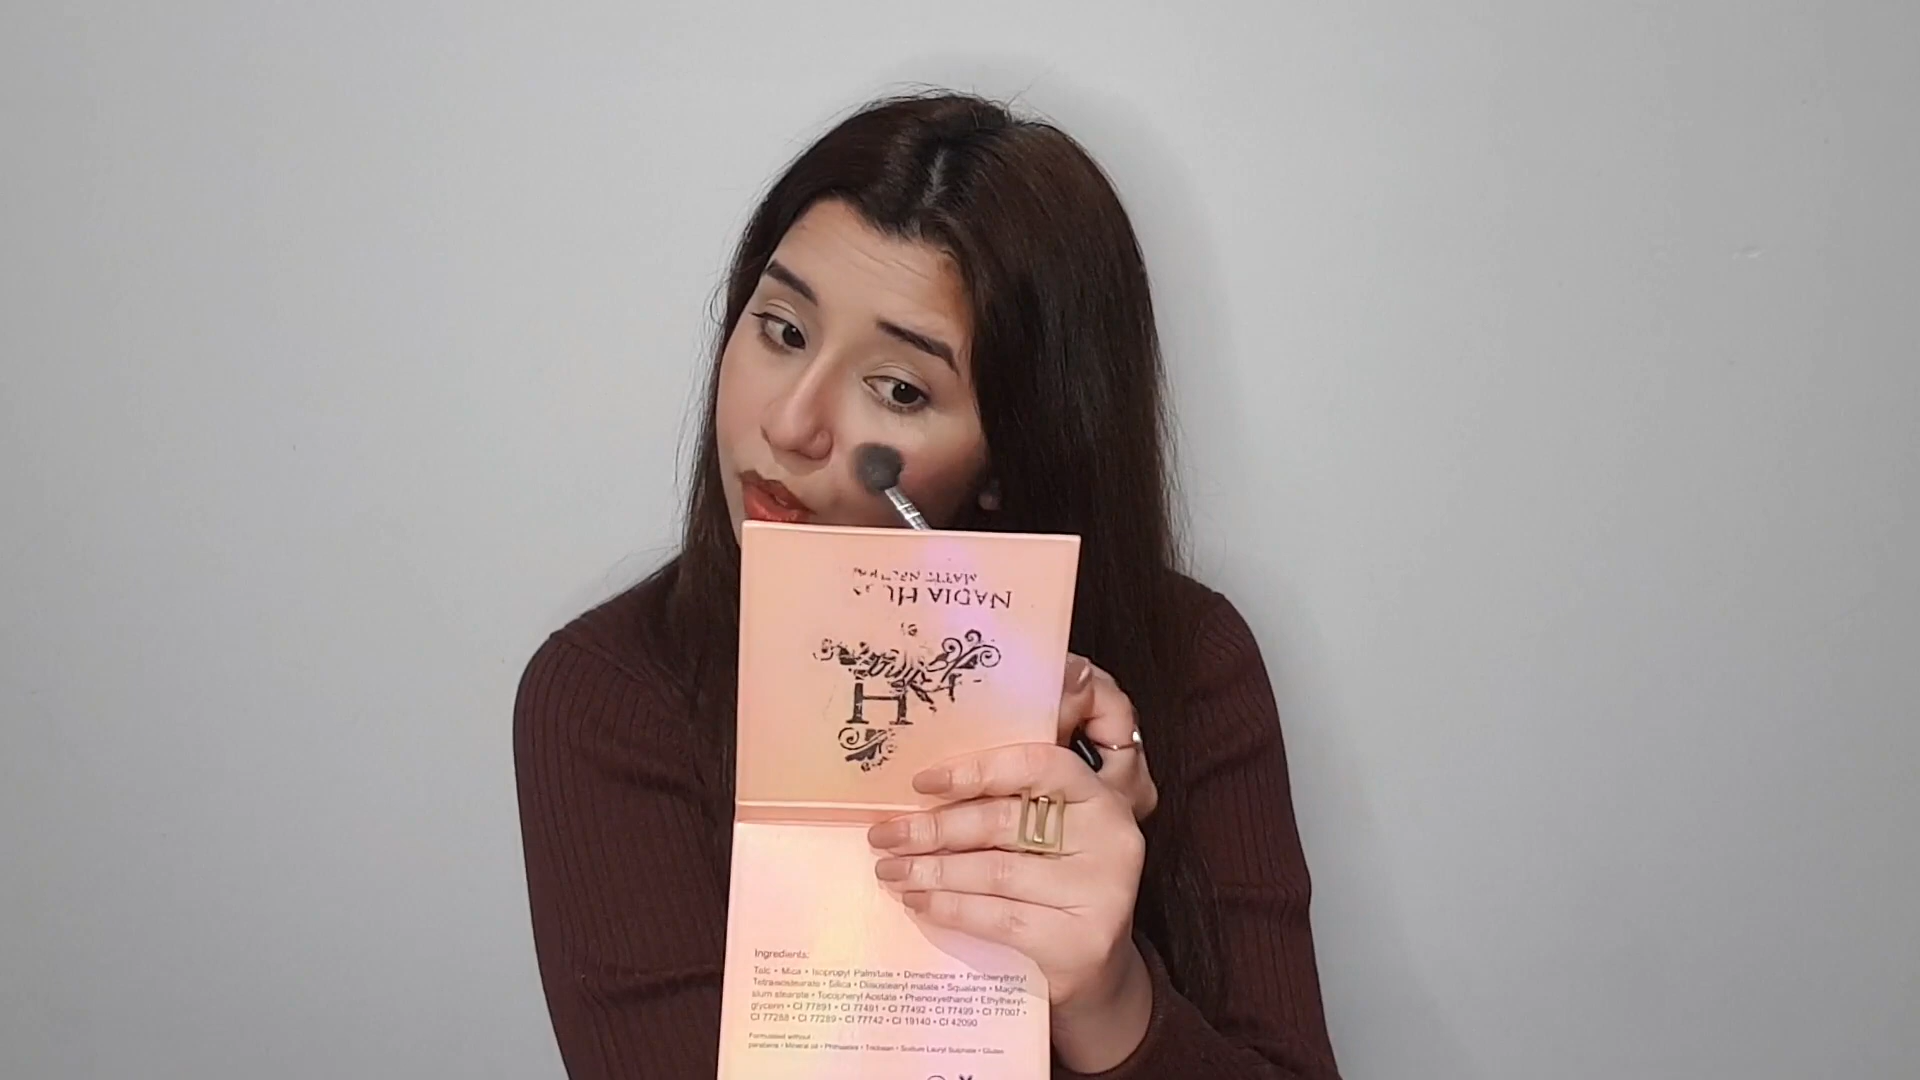 MATTE
NADIA
H
Ingredients:
Talc • Mica • Isopropyl Palmitate • Dimethicone • Pentaerythrityl
Tetraisostearate • Silica • Diisostearyl malate • Squalane • Magne-
sium stearate • Tocopheryl Acetate • Phenoxyethanol • Ethylhexyl-
glycerin • CI 77891 • CI 77491 • CI 77492 • CI 77499 • CI 77007 •
CI 77288 • CI 77289 • CI 77742 • CI 19140 • CI 42090
Formulated without:
parabens • Mineral oil • Phthalates • Triclosan • Sodium Lauryl Sulphate • Gluten